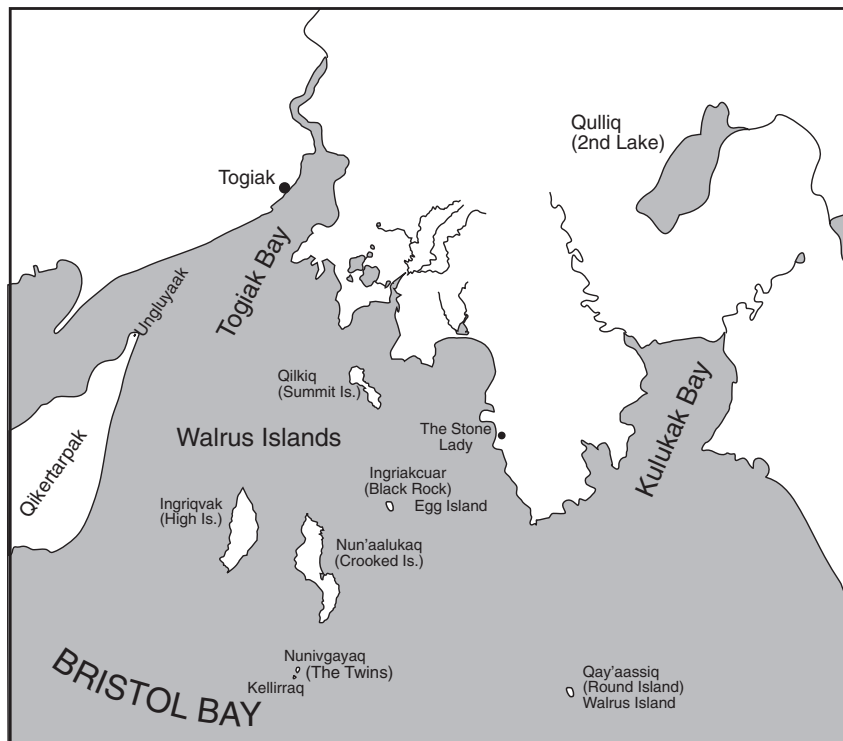 Qulliq
(2nd Lake)
Togiak
Togiak Bay
Ungluyaak
Qilkiq
(Summit Is.)
Kulukak Bay
Walrus Islands
The Stone
Lady
Qikertarpak
Ingriakcuar
(Black Rock)
Egg Island
Ingriqvak
(High Is.)
Nun'aalukaq
(Crooked Is.)
Nunivgayaq
(The Twins)
Kellirraq
Qay'aassiq
(Round Island)
Walrus Island
BRISTOL BAY